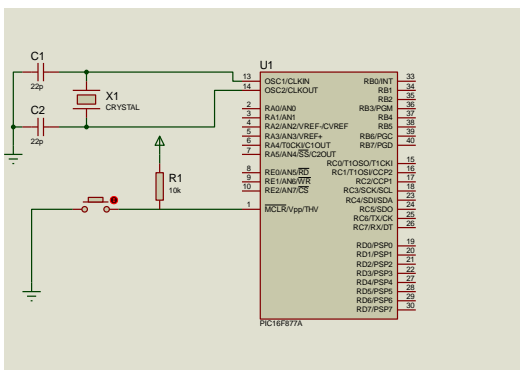 C1
22p
C2
22p
X1
CRYSTAL
R1
10k
U1
13 OSC1/CLKIN
14 OSC2/CLKOUT
2 RA0/AN0
3 RA1/AN1
4 RA2/AN2/VREF-/CVREF
5 RA3/AN3/VREF+
6 RA4/T0CKI/C1OUT
7 RA5/AN4/SS/C2OUT
8 RE0/AN5/RD
9 RE1/AN6/WR
10 RE2/AN7/CS
1 MCLR/Vpp/THV
RB0/INT 33
RB1 34
RB2 35
RB3/PGM 36
RB4 37
RB5 38
RB6/PGC 39
RB7/PGD 40
RC0/T1OSO/T1CKI 15
RC1/T1OSI/CCP2 16
RC2/CCP1 17
RC3/SCK/SCL 18
RC4/SDI/SDA 23
RC5/SDO 24
RC6/TX/CK 25
RC7/RX/DT 26
RD0/PSP0 19
RD1/PSP1 20
RD2/PSP2 21
RD3/PSP3 22
RD4/PSP4 27
RD5/PSP5 28
RD6/PSP6 29
RD7/PSP7 30
PIC16F877A